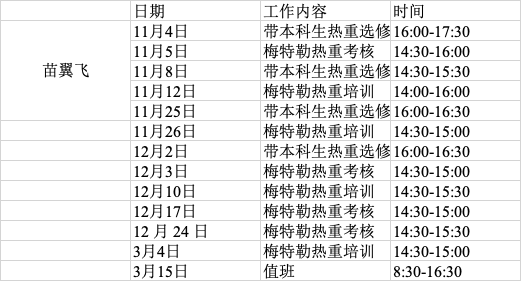 日期 工作内容 时间
11月4日 带本科生热重选修 16:00-17:30
11月5日 梅特勒热重考核 14:30-16:00
苗翼飞 11月8日 带本科生热重选修 14:30-15:30
11月12日 梅特勒热重培训 14:00-16:00
11月25日 带本科生热重选修 16:00-16:30
11月26日 梅特勒热重培训 14:30-15:00
12月2日 带本科生热重选修 16:00-16:30
12月3日 梅特勒热重考核 14:30-15:00
12月10日 梅特勒热重培训 14:30-15:30
12月17日 梅特勒热重考核 14:30-15:00
12 月 24 日 梅特勒热重考核 14:30-15:30
3月4日 梅特勒热重培训 14:30-15:00
3月15日 值班 8:30-16:30